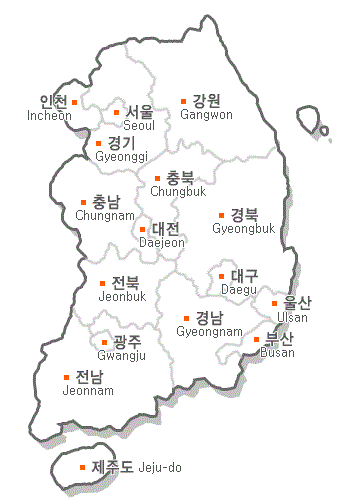 강원
Gangwon
인천
Incheon
서울
Seoul
경기
Gyeonggi
충북
Chungbuk
충남
Chungnam
경북
Gyeongbuk
대전
Daejeon
대구
Daegu
전북
Jeonbuk
울산
Ulsan
경남
Gyeongnam
부산
Busan
광주
Gwangju
전남
Jeonnam
제주도 Jeju-do